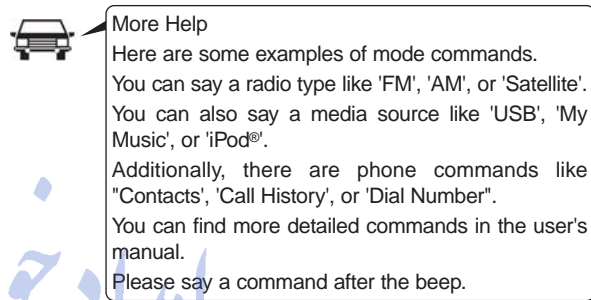 More Help
Here are some examples of mode commands.
You can say a radio type like 'FM', 'AM', or 'Satellite'.
You can also say a media source like 'USB', 'My
Music', or 'iPod®'.
Additionally, there are phone commands like
"Contacts', 'Call History', or 'Dial Number".
You can find more detailed commands in the user's
manual.
Please say a command after the beep.